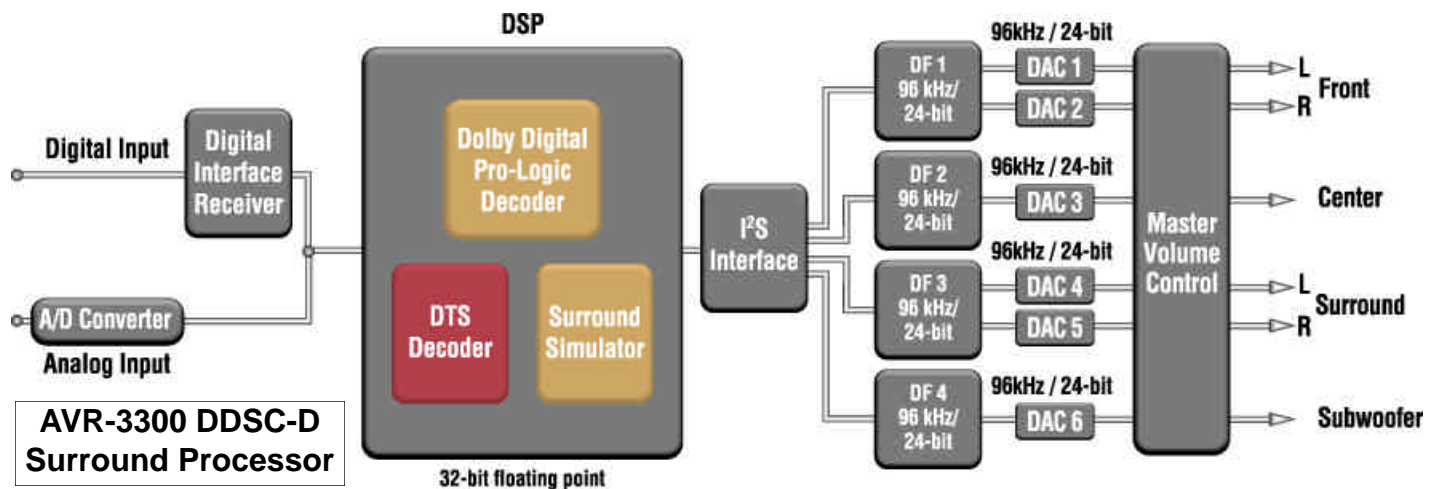 DSP
Digital Input
Digital
Interface
Receiver
A/D Converter
Analog Input
AVR-3300 DDSC-D
Surround Processor
Dolby Digital
Pro-Logic
Decoder
DTS
Decoder
Surround
Simulator
32-bit floating point
I²S
Interface
DF 1
96 kHz/
24-bit
96kHz / 24-bit
DAC 1
DAC 2
DF 2
96 kHz/
24-bit
96kHz / 24-bit
DAC 3
DF 3
96 kHz/
24-bit
96kHz / 24-bit
DAC 4
DAC 5
DF 4
96 kHz/
24-bit
96kHz / 24-bit
DAC 6
Master
Volume
Control
L
Front
R
Center
L
Surround
R
Subwoofer